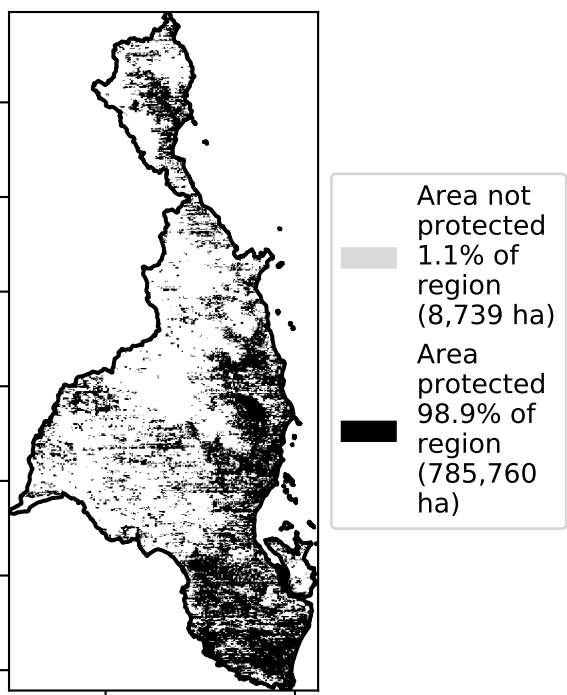 Area not
protected
1.1% of
region
(8,739 ha)
Area
protected
98.9% of
region
(785,760
ha)